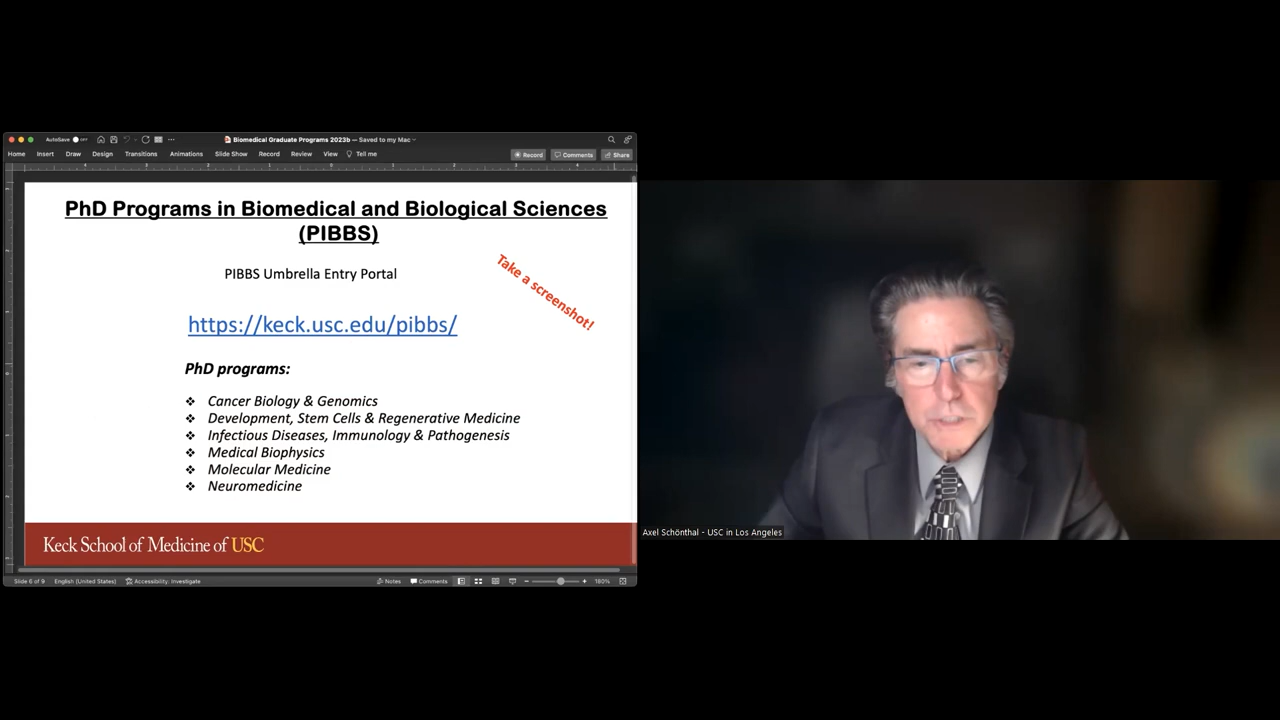 AutoSave OFF
Biomedical Graduate Programs 2023b — Saved to my Mac
Home Insert Draw Design Transitions Animations Slide Show Record Review View Tell me
Record Comments Share
PhD Programs in Biomedical and Biological Sciences
(PIBBS)
PIBBS Umbrella Entry Portal
Take a screenshot!
https://keck.usc.edu/pibbs/
PhD programs:
❖ Cancer Biology & Genomics
❖ Development, Stem Cells & Regenerative Medicine
❖ Infectious Diseases, Immunology & Pathogenesis
❖ Medical Biophysics
❖ Molecular Medicine
❖ Neuromedicine
Keck School of Medicine of USC
Slide 6 of 9 English (United States) Accessibility: Investigate Notes Comments 180%
Axel Schönthal - USC in Los Angeles